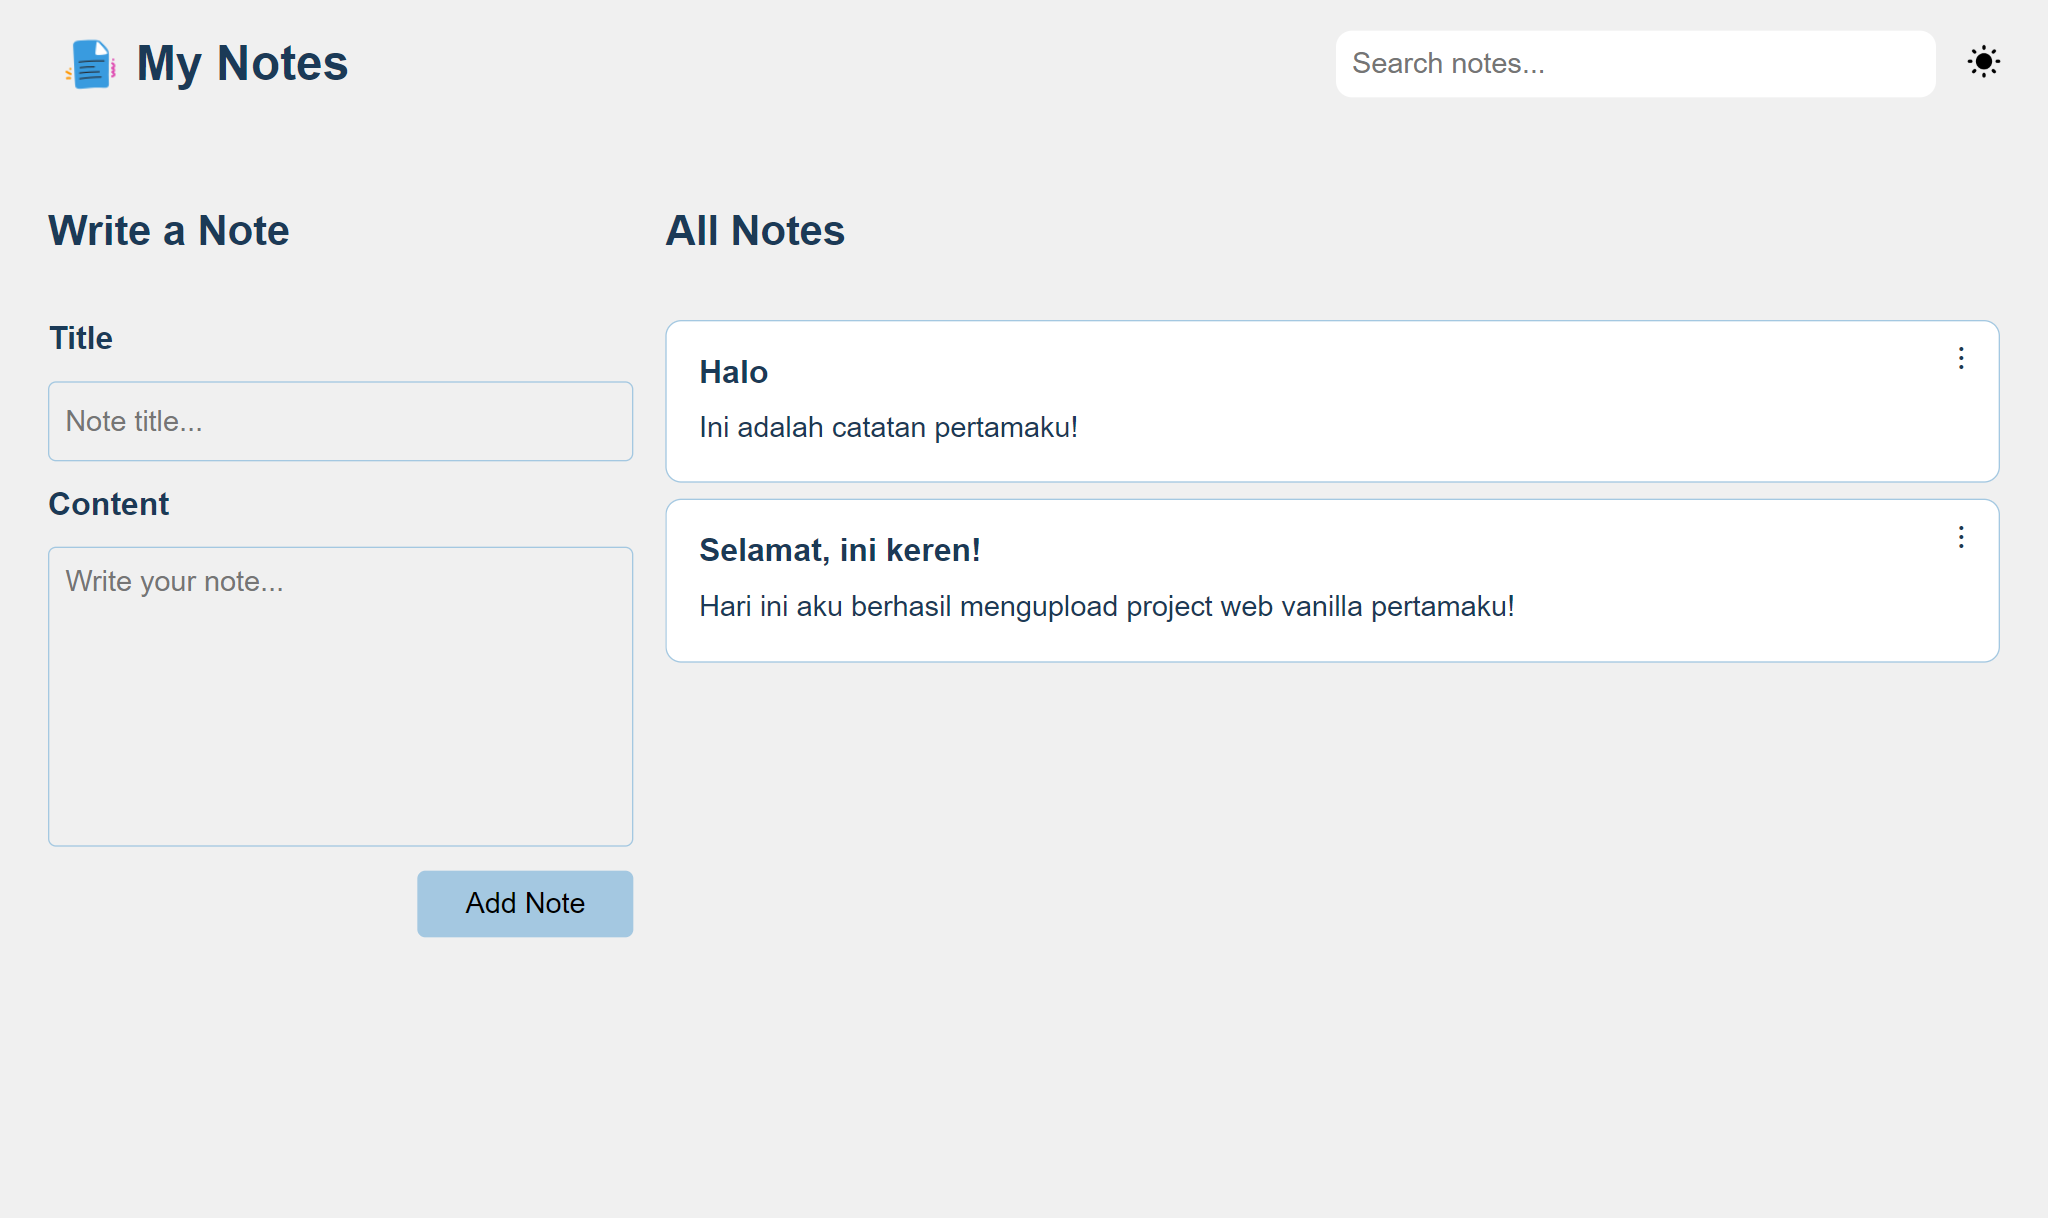 My Notes
Search notes...
Write a Note
Title
Note title...
Content
Write your note...
Add Note
All Notes
Halo
Ini adalah catatan pertamaku!
Selamat, ini keren!
Hari ini aku berhasil mengupload project web vanilla pertamaku!